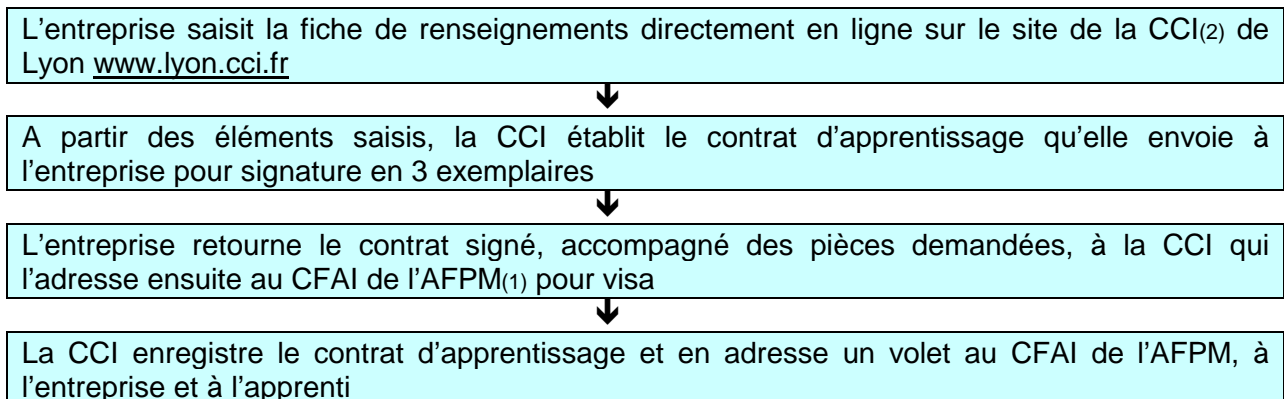 L'entreprise saisit la fiche de renseignements directement en ligne sur le site de la CCI(2) de
Lyon www.lyon.cci.fr
A partir des éléments saisis, la CCI établit le contrat d'apprentissage qu'elle envoie à
l'entreprise pour signature en 3 exemplaires
L'entreprise retourne le contrat signé, accompagné des pièces demandées, à la CCI qui
l'adresse ensuite au CFAI de l'AFPM(1) pour visa
La CCI enregistre le contrat d'apprentissage et en adresse un volet au CFAI de l'AFPM, à
l'entreprise et à l'apprenti